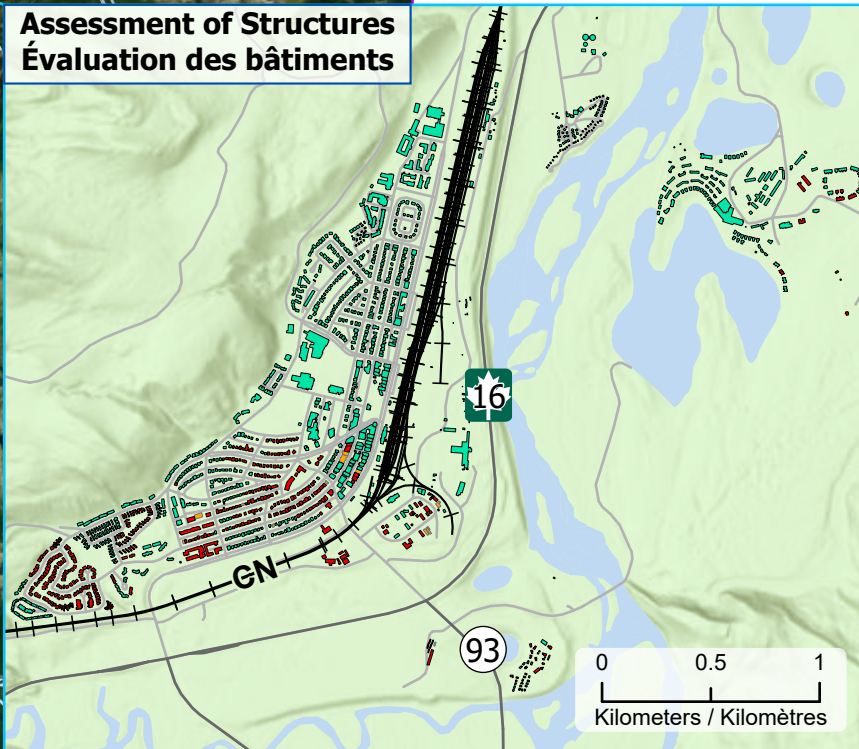 Assessment of Structures
Évaluation des bâtiments
16
CN
93
0 0.5 1
Kilometers / Kilomètres